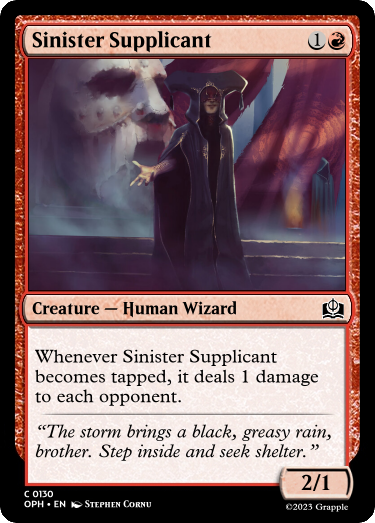 Sinister Supplicant 1
Creature — Human Wizard
Whenever Sinister Supplicant
becomes tapped, it deals 1 damage
to each opponent.
“The storm brings a black, greasy rain,
brother. Step inside and seek shelter.”
2/1
C 0130
OPH • EN STEPHEN CORNU
©2023 Grapple